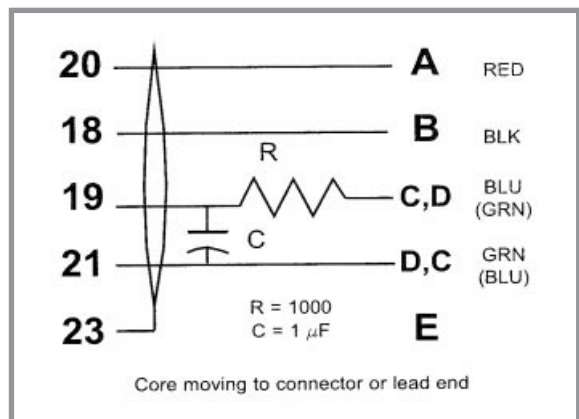 20 A RED
18 B BLK
R
19 C,D BLU
(GRN)
C
21 D,C GRN
(BLU)
R = 1000
C = 1 μF
23 E
Core moving to connector or lead end